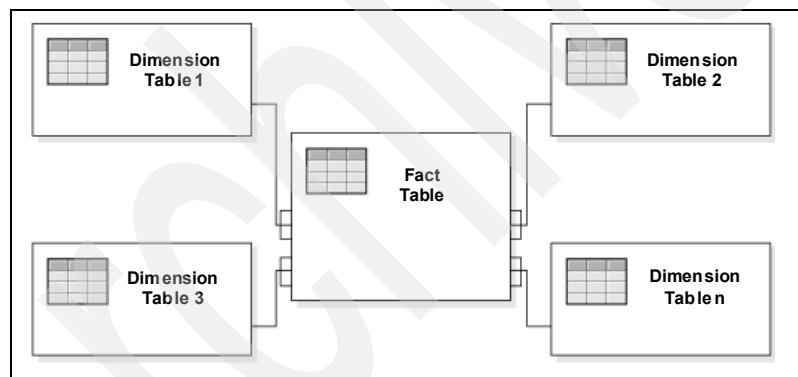 Dimension
Table 1
Dimension
Table 2
Fact
Table
Dimension
Table 3
Dimension
Table n